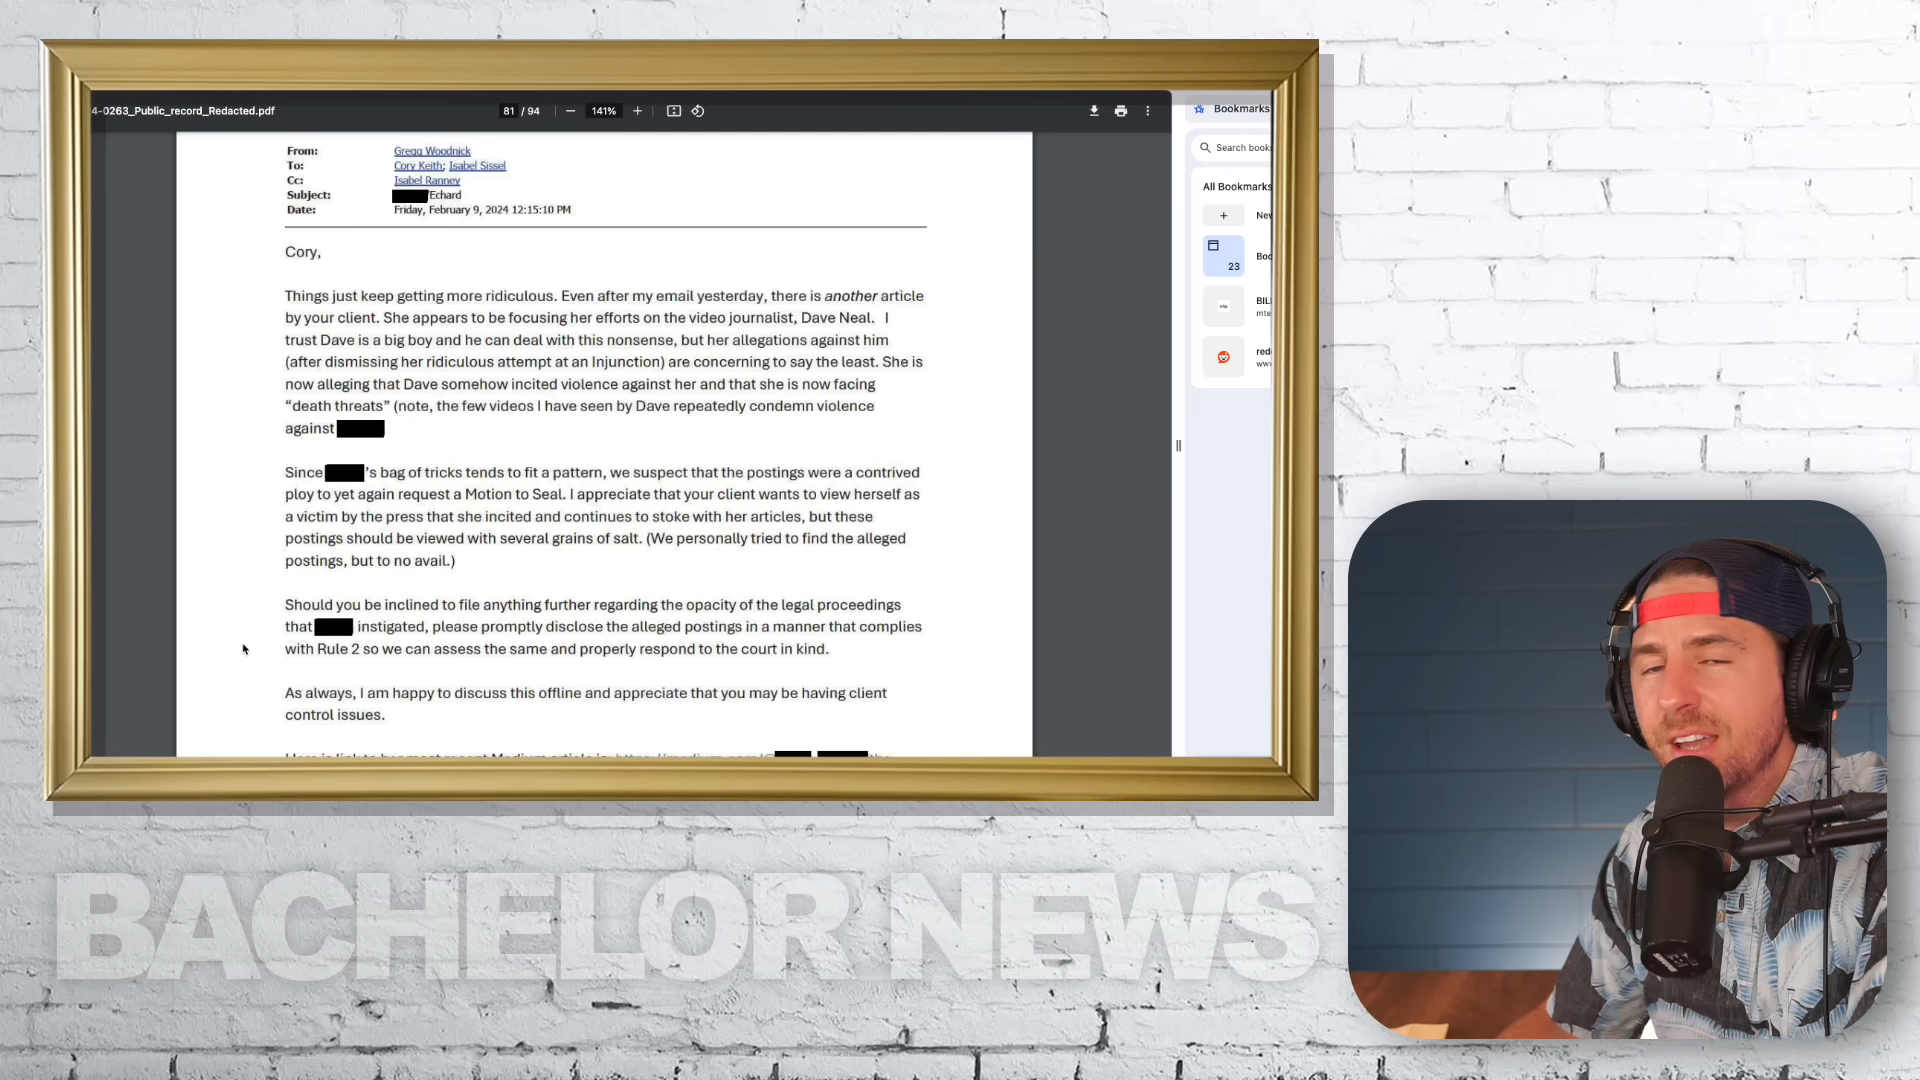 4-0263_Public_record_Redacted.pdf
81 / 94
141%
Bookmarks
Search book
All Bookmarks
23
From: Gregg Woodnick
To: Cory Keith; Isabel Sissel
Cc: Isabel Ranney
Subject: /Echard
Date: Friday, February 9, 2024 12:15:10 PM
Cory,
Things just keep getting more ridiculous. Even after my email yesterday, there is another article
by your client. She appears to be focusing her efforts on the video journalist, Dave Neal. I
trust Dave is a big boy and he can deal with this nonsense, but her allegations against him
(after dismissing her ridiculous attempt at an Injunction) are concerning to say the least. She is
now alleging that Dave somehow incited violence against her and that she is now facing
“death threats” (note, the few videos I have seen by Dave repeatedly condemn violence
against
Since 's bag of tricks tends to fit a pattern, we suspect that the postings were a contrived
ploy to yet again request a Motion to Seal. I appreciate that your client wants to view herself as
a victim by the press that she incited and continues to stoke with her articles, but these
postings should be viewed with several grains of salt. (We personally tried to find the alleged
postings, but to no avail.)
Should you be inclined to file anything further regarding the opacity of the legal proceedings
that instigated, please promptly disclose the alleged postings in a manner that complies
with Rule 2 so we can assess the same and properly respond to the court in kind.
As always, I am happy to discuss this offline and appreciate that you may be having client
control issues.
BACHELOR NEWS